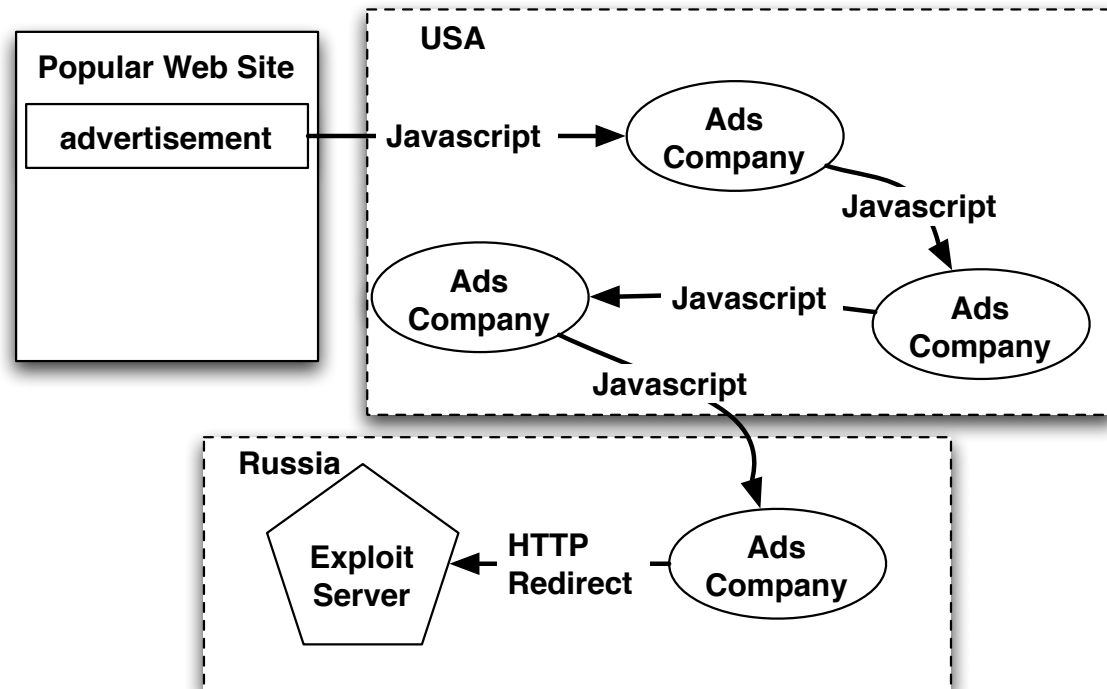 Popular Web Site
advertisement
USA
Javascript
Ads
Company
Javascript
Ads
Company
Javascript
Ads
Company
Javascript
Russia
Ads
Company
HTTP
Redirect
Exploit
Server